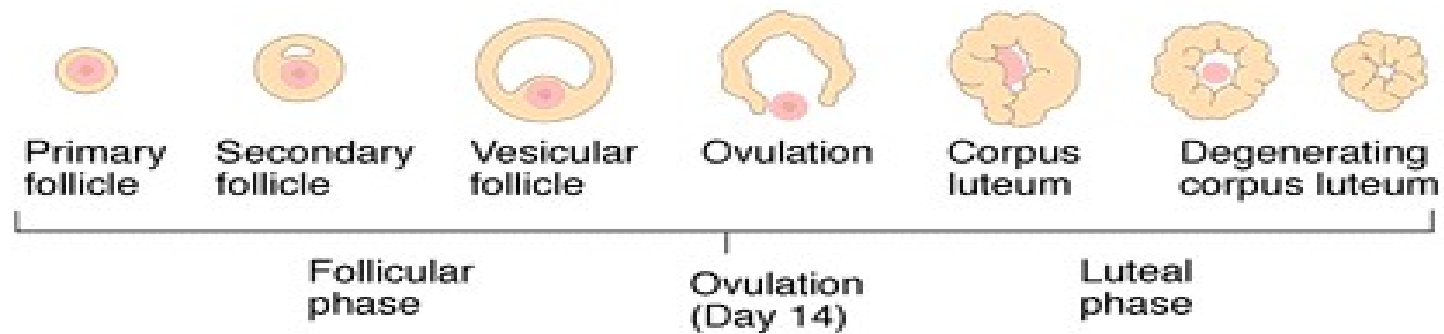 Primary
follicle
Secondary
follicle
Vesicular
follicle
Ovulation
Corpus
luteum
Degenerating
corpus luteum
Follicular
phase
Ovulation
(Day 14)
Luteal
phase